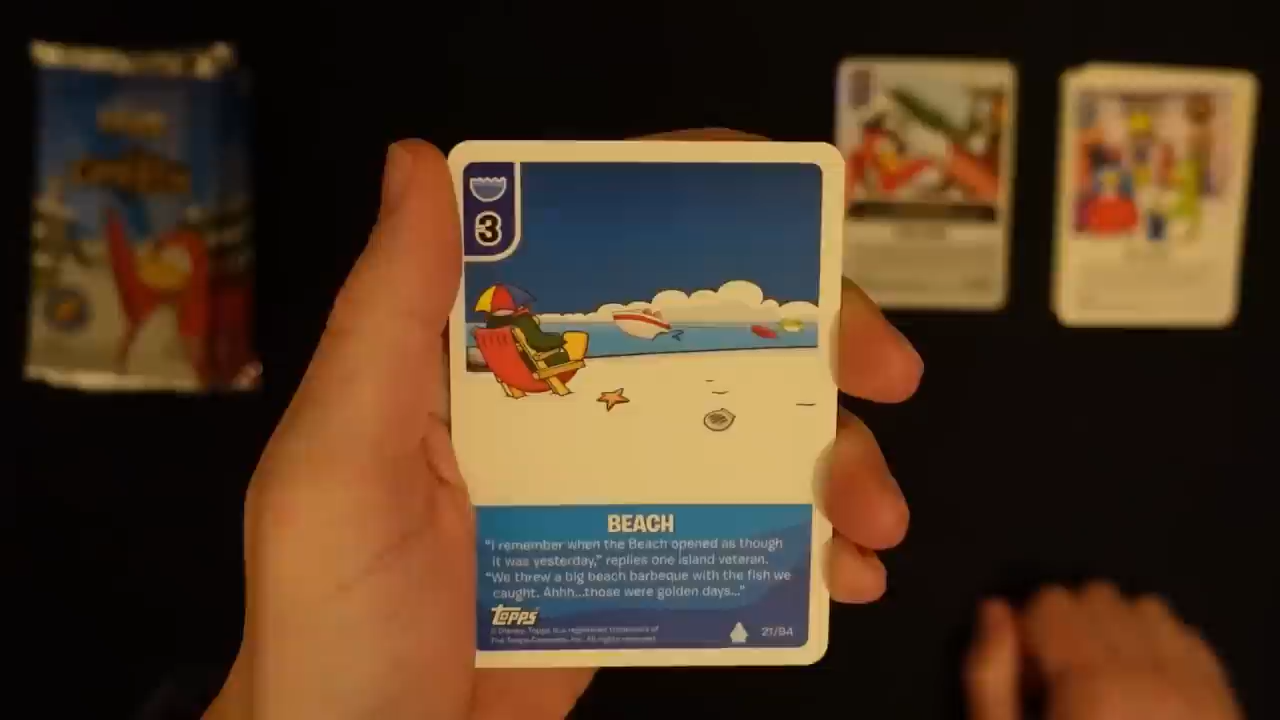 3
BEACH
"I remember when the Beach opened as though
it was yesterday," replies one island veteran.
"We threw a big beach barbeque with the fish we
caught. Ahhh...those were golden days..."
Topps
21/94